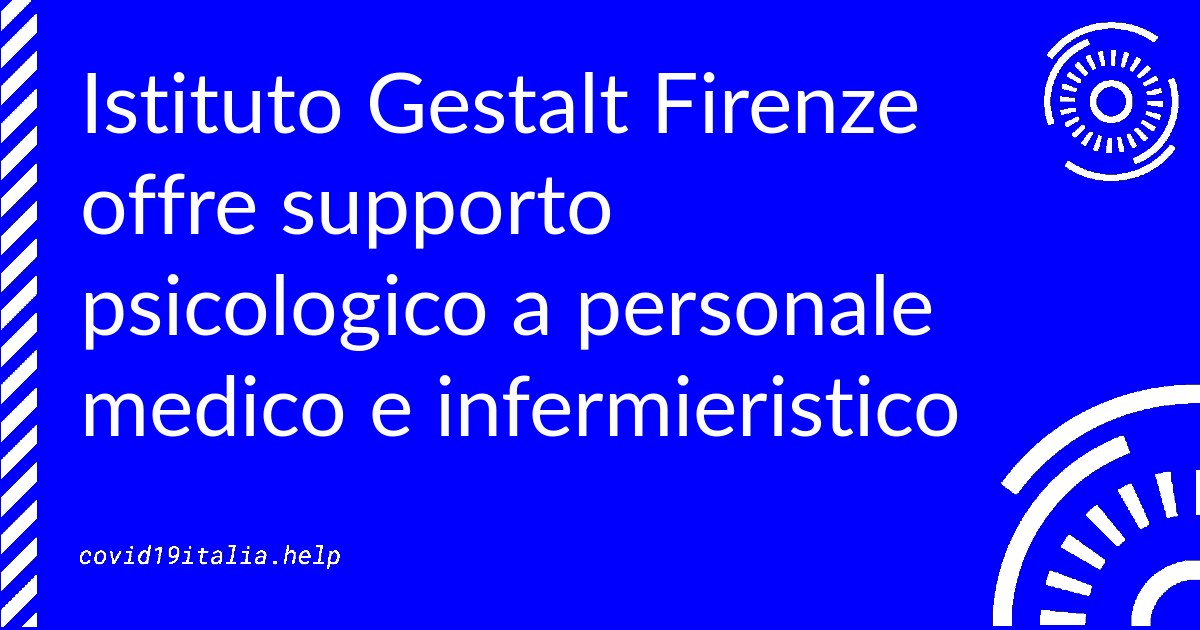 Istituto Gestalt Firenze
offre supporto
psicologico a personale
medico e infermieristico
covid19italia.help